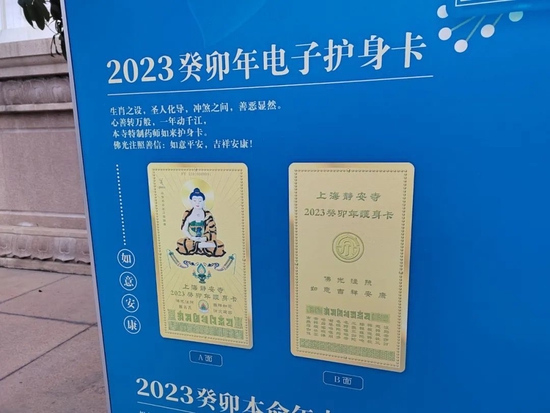 2023癸卯年电子护身卡
生肖之设，圣人化导，冲煞之间，善恶显然。
心善转万般，一年动千江，
本寺特制药师如来护身卡。
佛光注照善信：如意平安，吉祥安康！
如意安康
上海静安寺
2023癸卯年護身卡
A面
上海静安寺
2023癸卯年護身卡
佛光注照
如意吉祥安康
B面
2023癸卯本命年